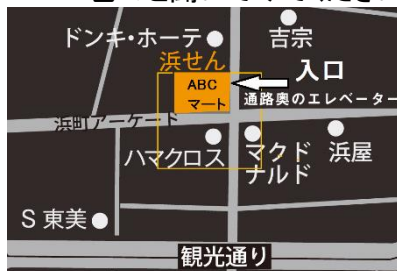 ドンキ・ホーテ
吉宗
浜せん
ABC
マート
入口
通路奥のエレベーター
浜町アーケード
ハマクロス
マクド
ナルド
浜屋
S東美
観光通り